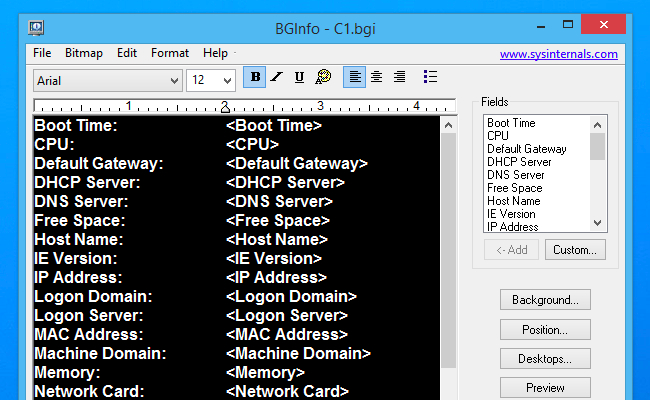 BGInfo - C1.bgi
File Bitmap Edit Format Help
www.sysinternals.com
Arial 12 B I U
1 2 3 4
Boot Time: <Boot Time>
CPU: <CPU>
Default Gateway: <Default Gateway>
DHCP Server: <DHCP Server>
DNS Server: <DNS Server>
Free Space: <Free Space>
Host Name: <Host Name>
IE Version: <IE Version>
IP Address: <IP Address>
Logon Domain: <Logon Domain>
Logon Server: <Logon Server>
MAC Address: <MAC Address>
Machine Domain: <Machine Domain>
Memory: <Memory>
Network Card: <Network Card>
Fields
Boot Time
CPU
Default Gateway
DHCP Server
DNS Server
Free Space
Host Name
IE Version
IP Address
<- Add Custom...
Background...
Position...
Desktops...
Preview